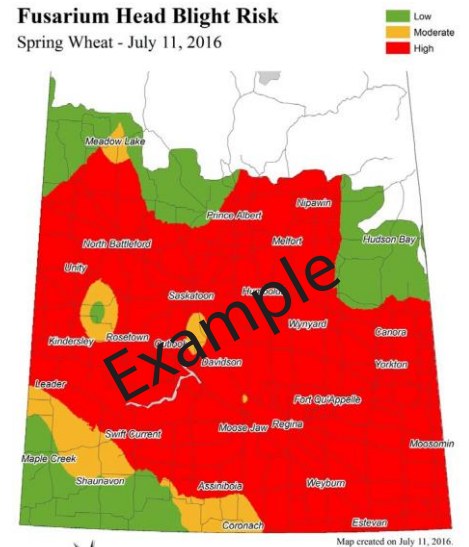 Fusarium Head Blight Risk
Spring Wheat - July 11, 2016
Low
Moderate
High
Meadow Lake
Nipawin
Prince Albert
Melfort
Hudson Bay
North Battleford
Unity
Saskatoon
Humboldt
Example
Wynyard
Canora
Kindersley
Rosetown
Outlook
Davidson
Yorkton
Leader
Fort Qu'Appelle
Moose Jaw
Regina
Swift Current
Moosomin
Maple Creek
Shaunavon
Assiniboia
Weyburn
Coronach
Estevan
Map created on July 11, 2016.